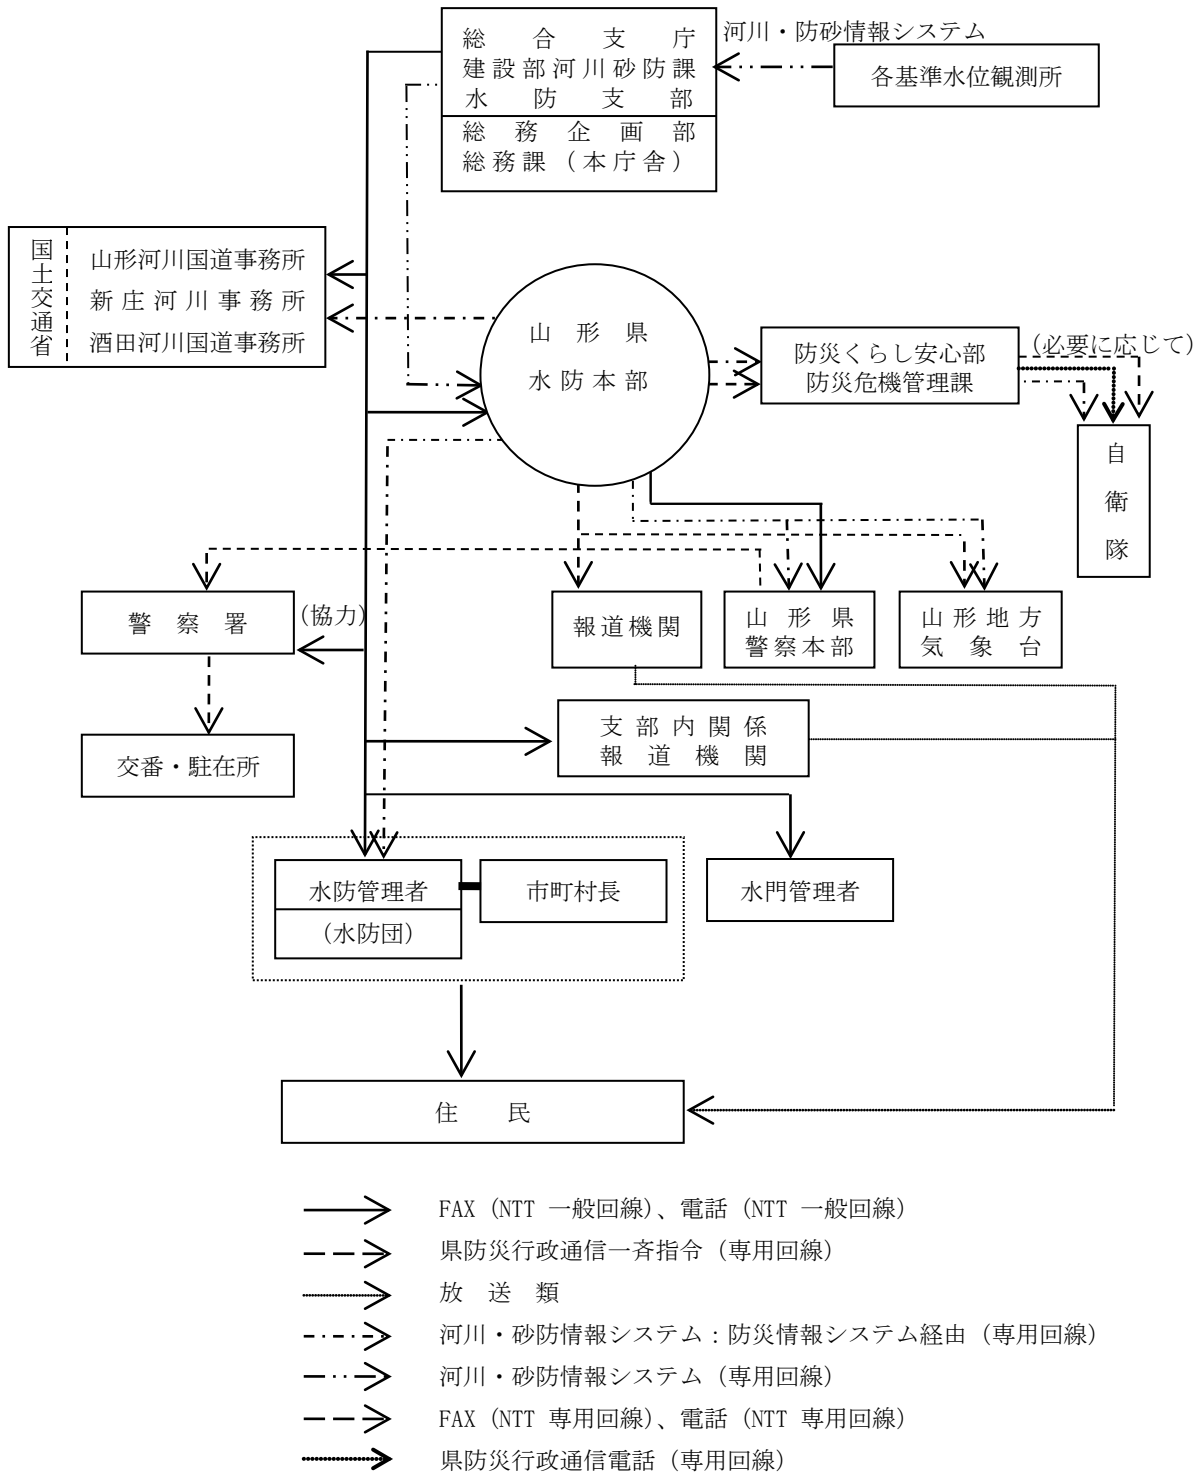 総合支庁
建設部河川砂防課
水防支部
総務企画部
総務課（本庁舎）
河川・防砂情報システム
各基準水位観測所
国土交通省
山形河川国道事務所
新庄河川事務所
酒田河川国道事務所
山形県
水防本部
防災くらし安心部
防災危機管理課
（必要に応じて）
自衛隊
警察署
（協力）
報道機関
山形県
警察本部
山形地方
気象台
交番・駐在所
支部内関係
報道機関
水防管理者
（水防団）
市町村長
水門管理者
住民
FAX（NTT 一般回線）、電話（NTT 一般回線）
県防災行政通信一斉指令（専用回線）
放送類
河川・砂防情報システム：防災情報システム経由（専用回線）
河川・砂防情報システム（専用回線）
FAX（NTT 専用回線）、電話（NTT 専用回線）
県防災行政通信電話（専用回線）